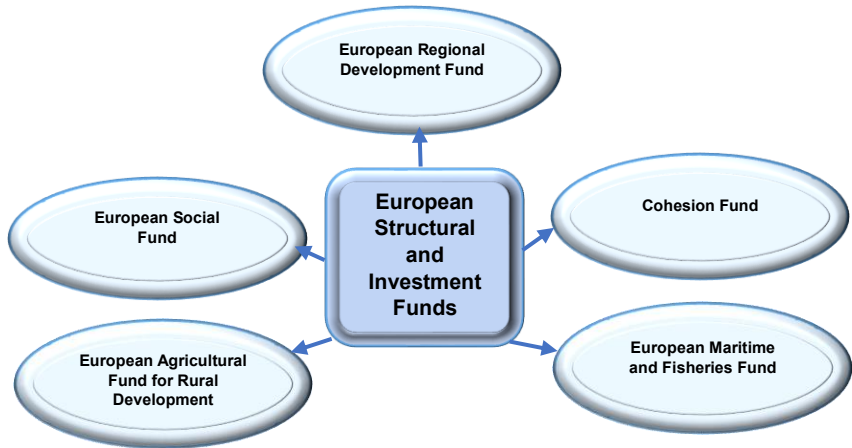 European Regional
Development Fund
European Social
Fund
European
Structural
and
Investment
Funds
Cohesion Fund
European Agricultural
Fund for Rural
Development
European Maritime
and Fisheries Fund